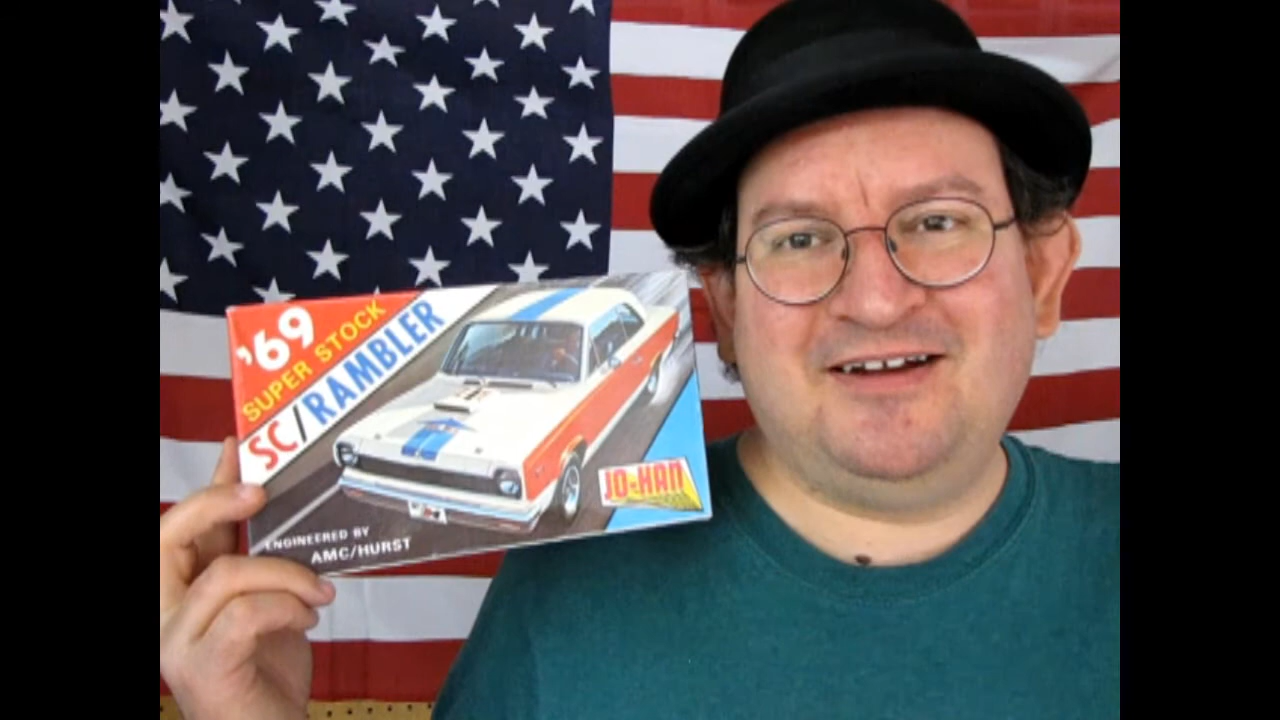 '69
SUPER STOCK
SC/RAMBLER
JO-HAN
ENGINEERED BY
AMC/HURST